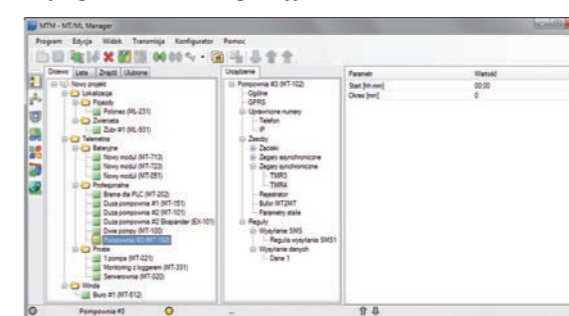 MTM - MT/ML Manager
Program Edycja Widok Transmisja Konfigurator Pomoc
Drzewo Lista Znajdź Ulubione
Nowy projekt
Lokalizacja
Pojazdy
Polonez (ML-231)
Zwierzęta
Żubr #1 (ML-931)
Telemetria
Bateryjne
Nowy moduł (MT-713)
Nowy moduł (MT-723)
Nowy moduł (MT-051)
Profesjonalne
Brama dla PLC (MT-202)
Duża pompownia #1 (MT-151)
Duża pompownia #2 (MT-101)
Duża pompownia #2 Ekspander (EX-101)
Dwie pompy (MT-100)
Pompownia #3 (MT-102)
Proste
1 pompa (MT-021)
Monitoring z loggerem (MT-331)
Serwerownia (MT-020)
Winda
Biuro #1 (MT-512)
Urządzenie
Pompownia #3 (MT-102)
Ogólne
GPRS
Uprawnione numery
Telefon
IP
Zasoby
Zaciski
Zegary asynchroniczne
Zegary synchroniczne
TMR3
TMR4
Rejestrator
Bufor MT2MT
Parametry stałe
Reguły
Wysyłanie SMS
Reguła wysyłania SMS1
Wysyłanie danych
Dane 1
Parametr Wartość
Start [hh:mm] 00:00
Okres [min] 0
Pompownia #3 --